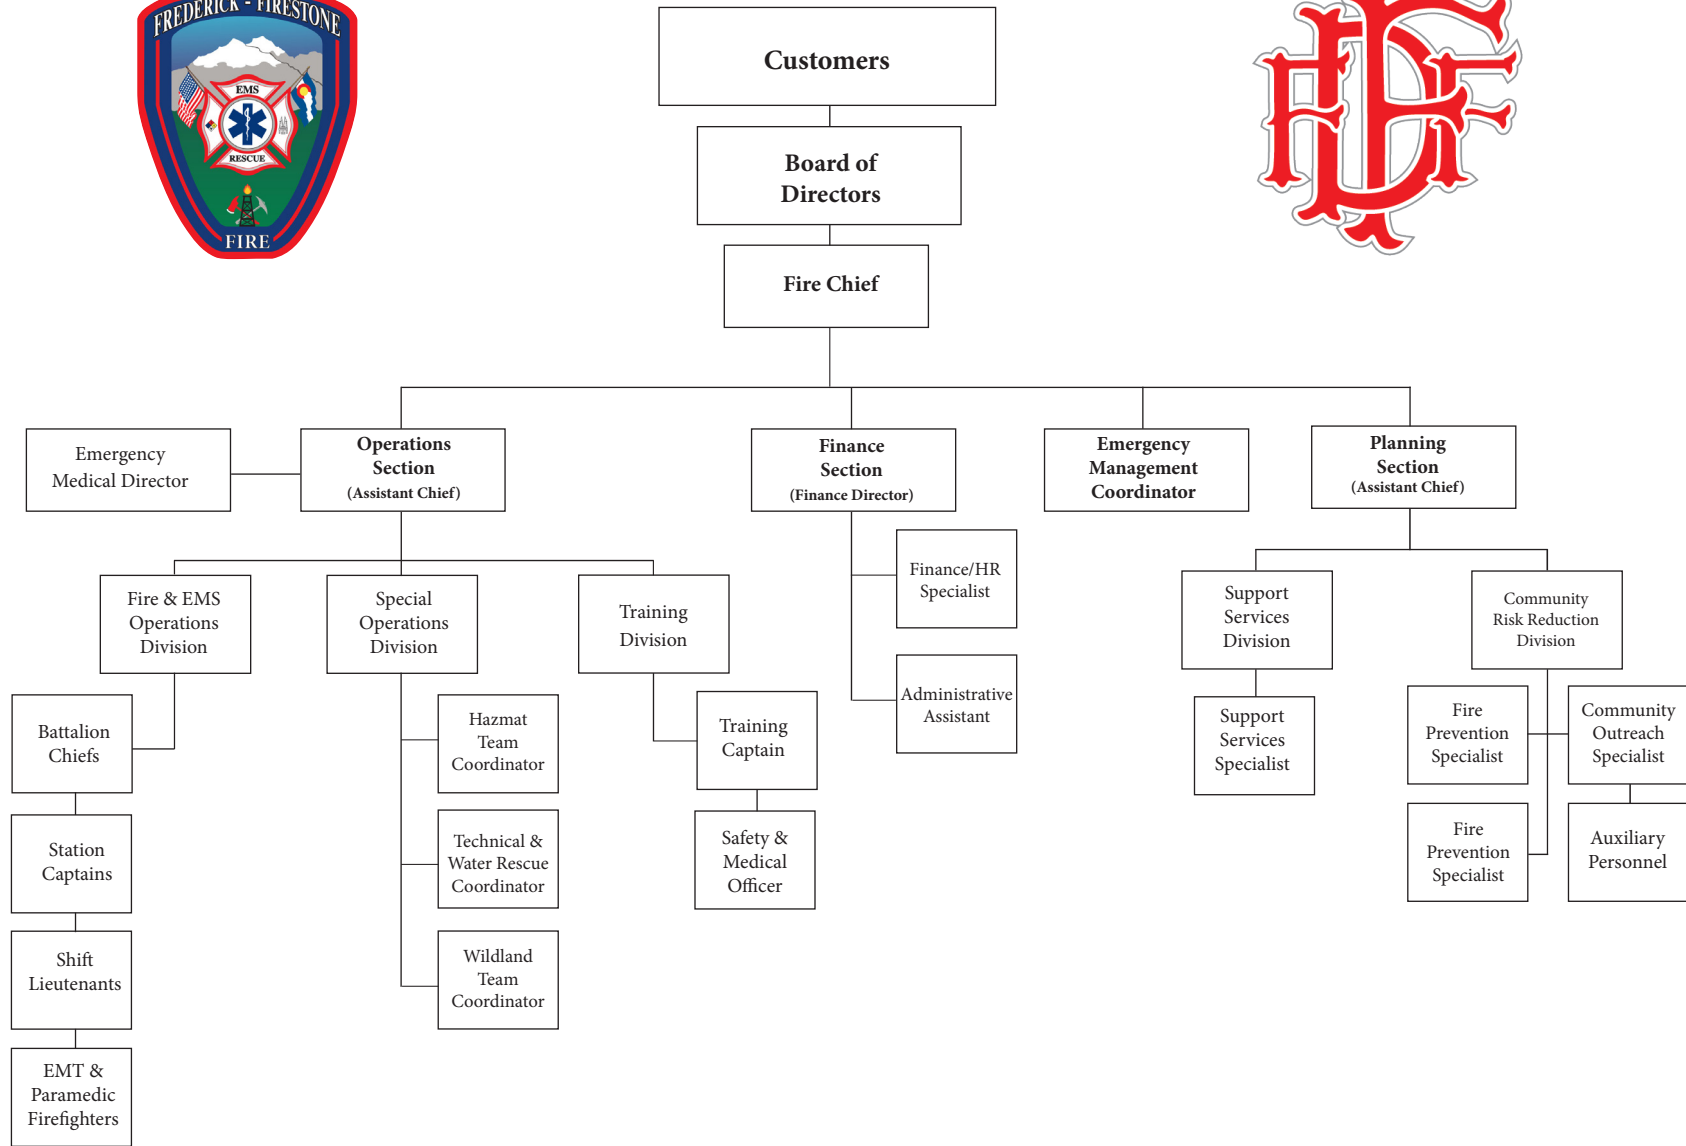 FREDERICK - FIRESTONE
EMS
RESCUE
FIRE
FFFD
Customers
Board of
Directors
Fire Chief
Emergency
Medical Director
Operations
Section
(Assistant Chief)
Finance
Section
(Finance Director)
Emergency
Management
Coordinator
Planning
Section
(Assistant Chief)
Fire & EMS
Operations
Division
Special
Operations
Division
Training
Division
Finance/HR
Specialist
Administrative
Assistant
Support
Services
Division
Community
Risk Reduction
Division
Battalion
Chiefs
Hazmat
Team
Coordinator
Training
Captain
Support
Services
Specialist
Fire
Prevention
Specialist
Community
Outreach
Specialist
Station
Captains
Technical &
Water Rescue
Coordinator
Safety &
Medical
Officer
Fire
Prevention
Specialist
Auxiliary
Personnel
Shift
Lieutenants
Wildland
Team
Coordinator
EMT &
Paramedic
Firefighters